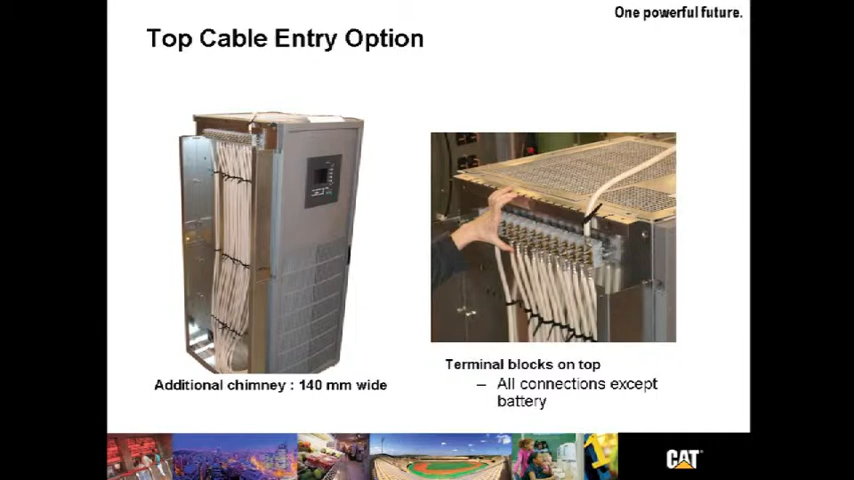 One powerful future.
Top Cable Entry Option
Additional chimney : 140 mm wide
Terminal blocks on top
– All connections except
battery
CAT